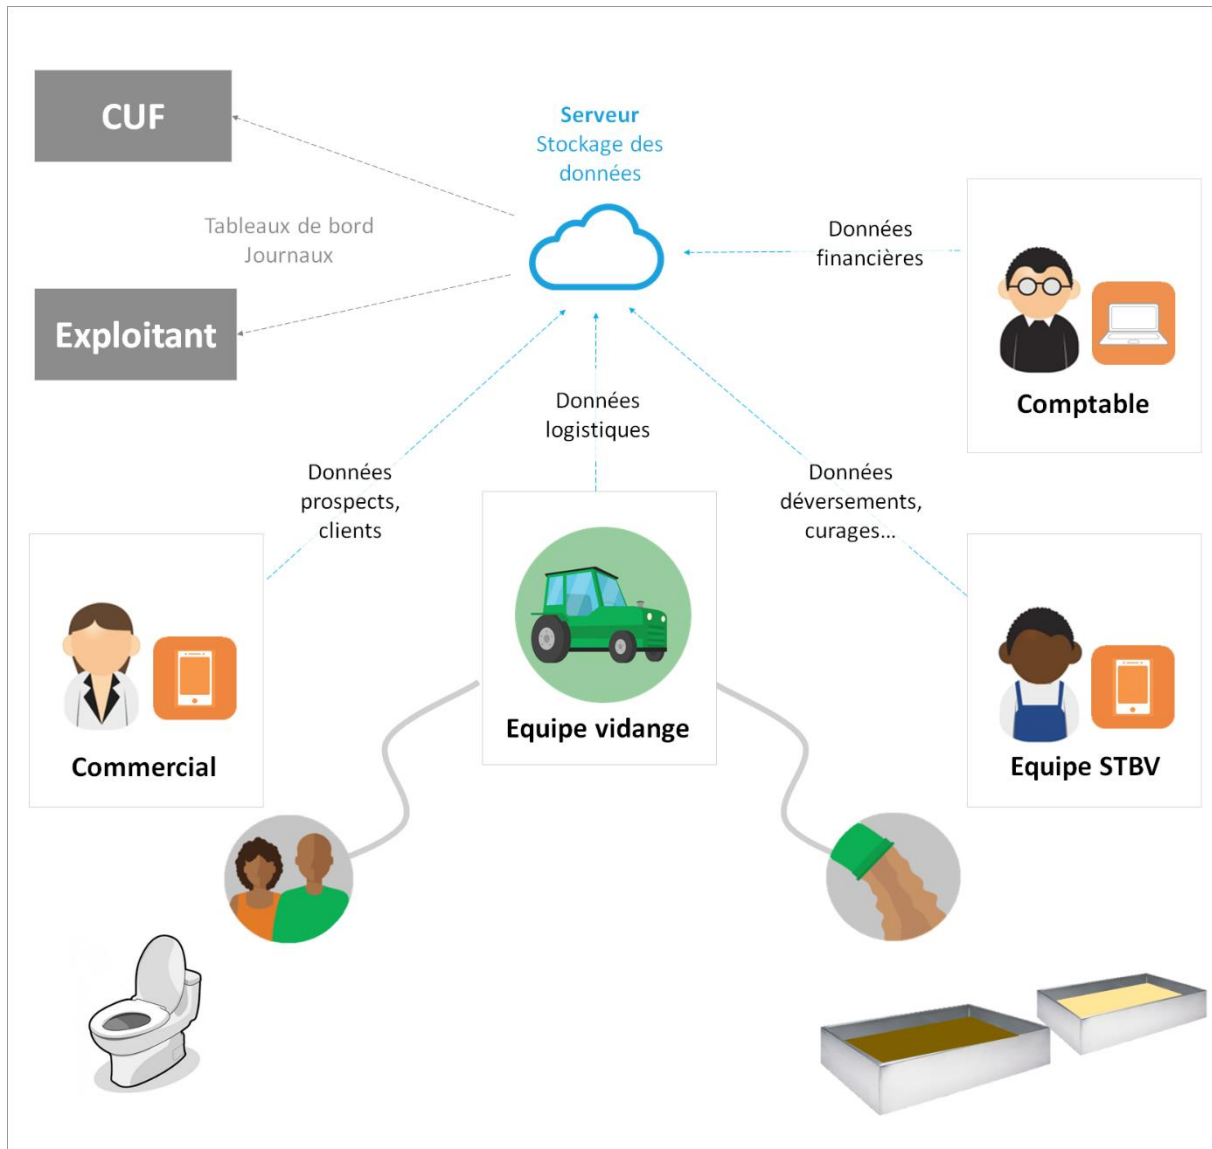 CUF
Serveur
Stockage des
données
Tableaux de bord
Journaux
Exploitant
Données
financières
Comptable
Données
logistiques
Données
prospects,
clients
Données
déversements,
curages...
Commercial
Equipe vidange
Equipe STBV